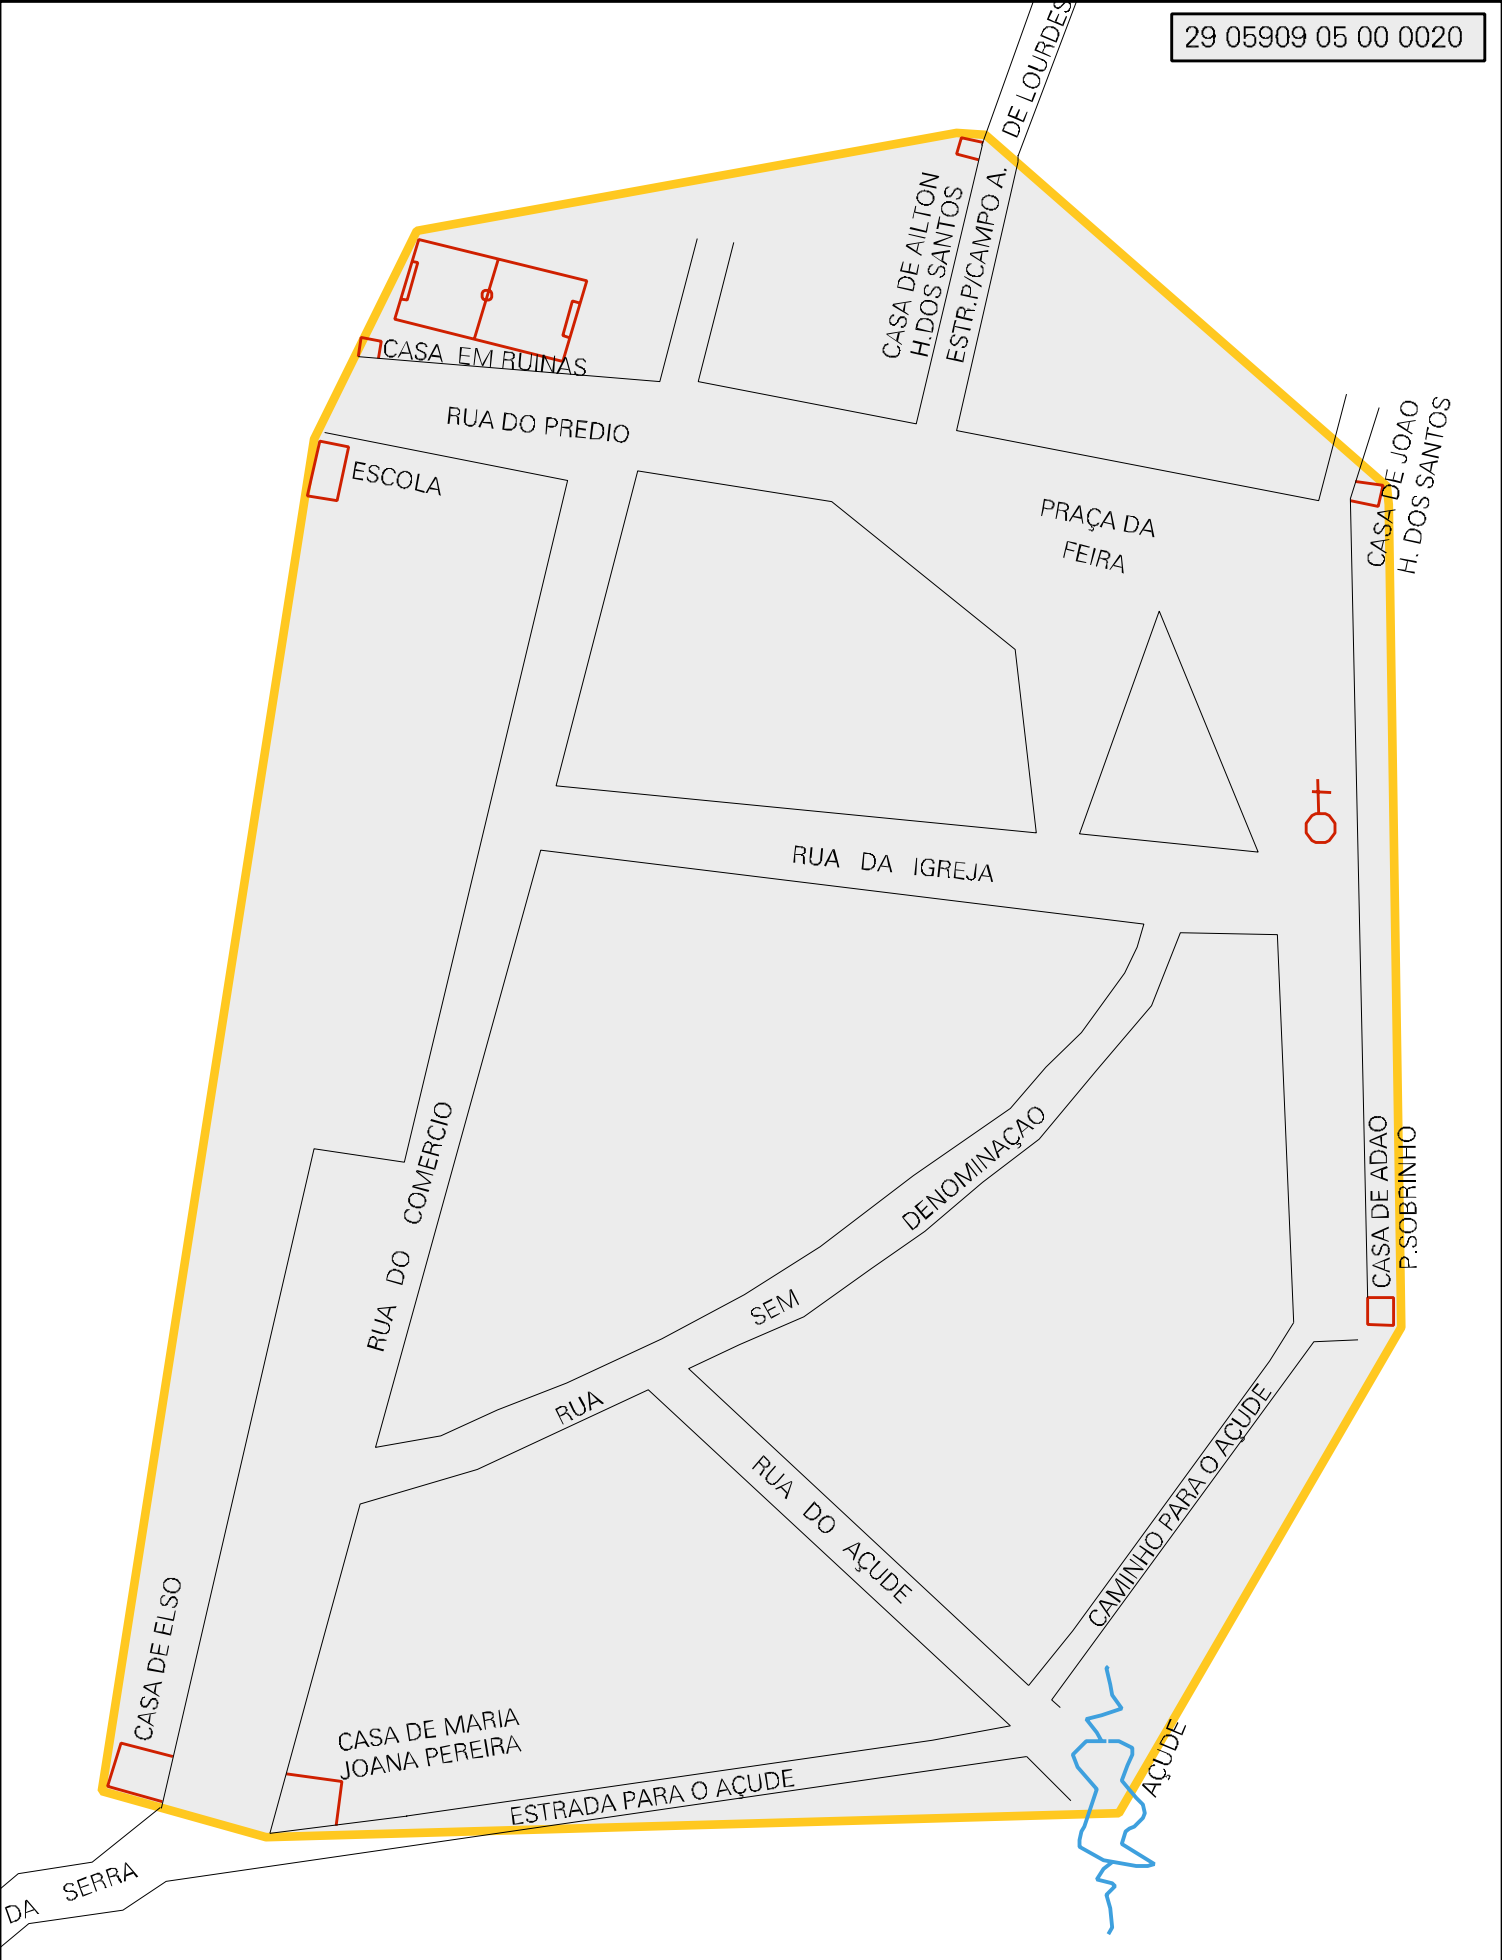 29 05909 05 00 0020
DE LOURDES
ESTR.P/CAMPO A.
CASA DE AILTON
H.DOS SANTOS
CASA EM RUINAS
RUA DO PREDIO
ESCOLA
CASA DE JOAO
H. DOS SANTOS
PRAÇA DA
FEIRA
RUA DA IGREJA
RUA DO COMERCIO
RUA SEM DENOMINAÇAO
CASA DE ADAO
P.SOBRINHO
RUA DO AÇUDE
CAMINHO PARA O AÇUDE
CASA DE ELSO
CASA DE MARIA
JOANA PEREIRA
ESTRADA PARA O AÇUDE
AÇUDE
DA SERRA